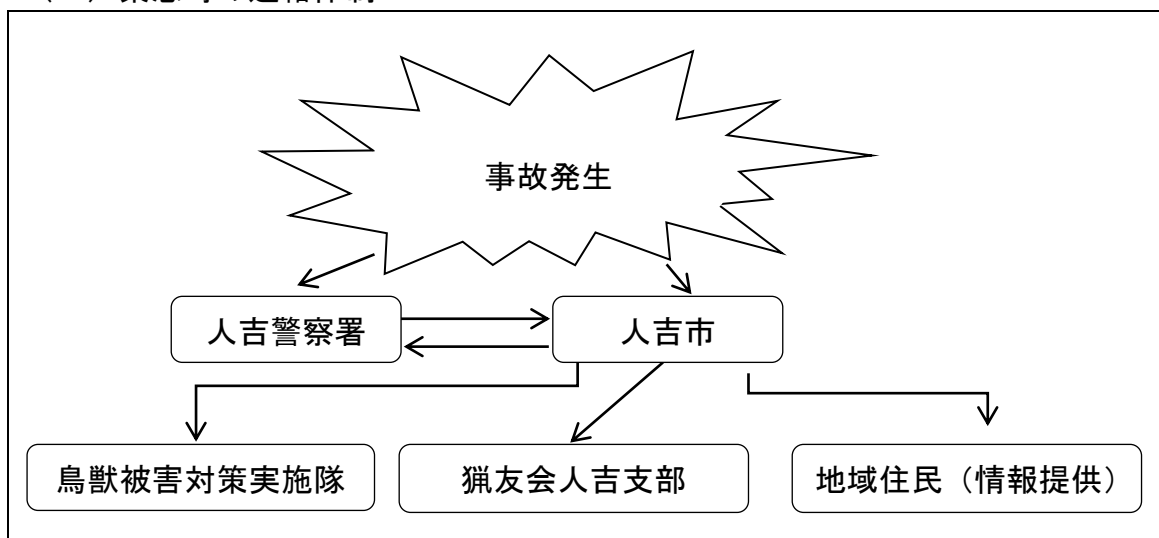 事故発生
人吉警察署
人吉市
鳥獣被害対策実施隊
猟友会人吉支部
地域住民（情報提供）